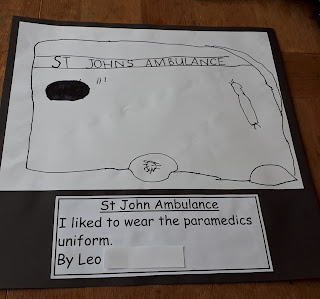 ST JOHNS AMBULANCE
St John Ambulance
I liked to wear the paramedics
uniform.
By Leo